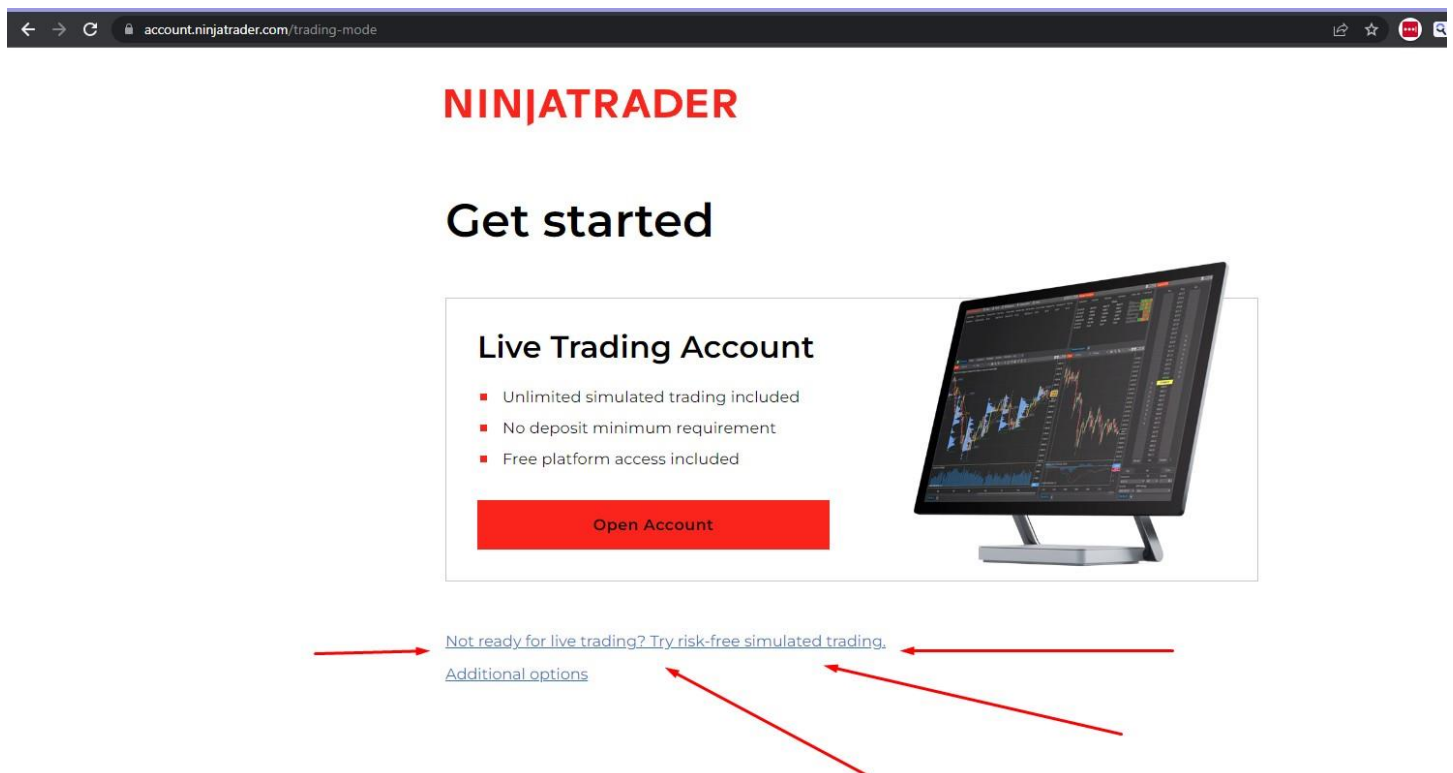 account.ninjatrader.com/trading-mode
NINJATRADER
Get started
Live Trading Account
Unlimited simulated trading included
No deposit minimum requirement
Free platform access included
Open Account
Not ready for live trading? Try risk-free simulated trading.
Additional options